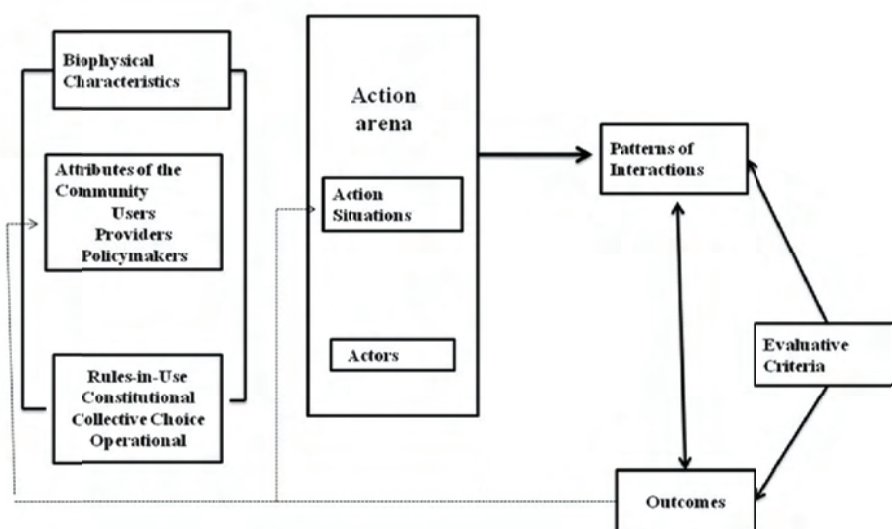 Biophysical
Characteristics
Attributes of the
Community
Users
Providers
Policymakers
Rules-in-Use
Constitutional
Collective Choice
Operational
Action
arena
Action
Situations
Actors
Patterns of
Interactions
Evaluative
Criteria
Outcomes